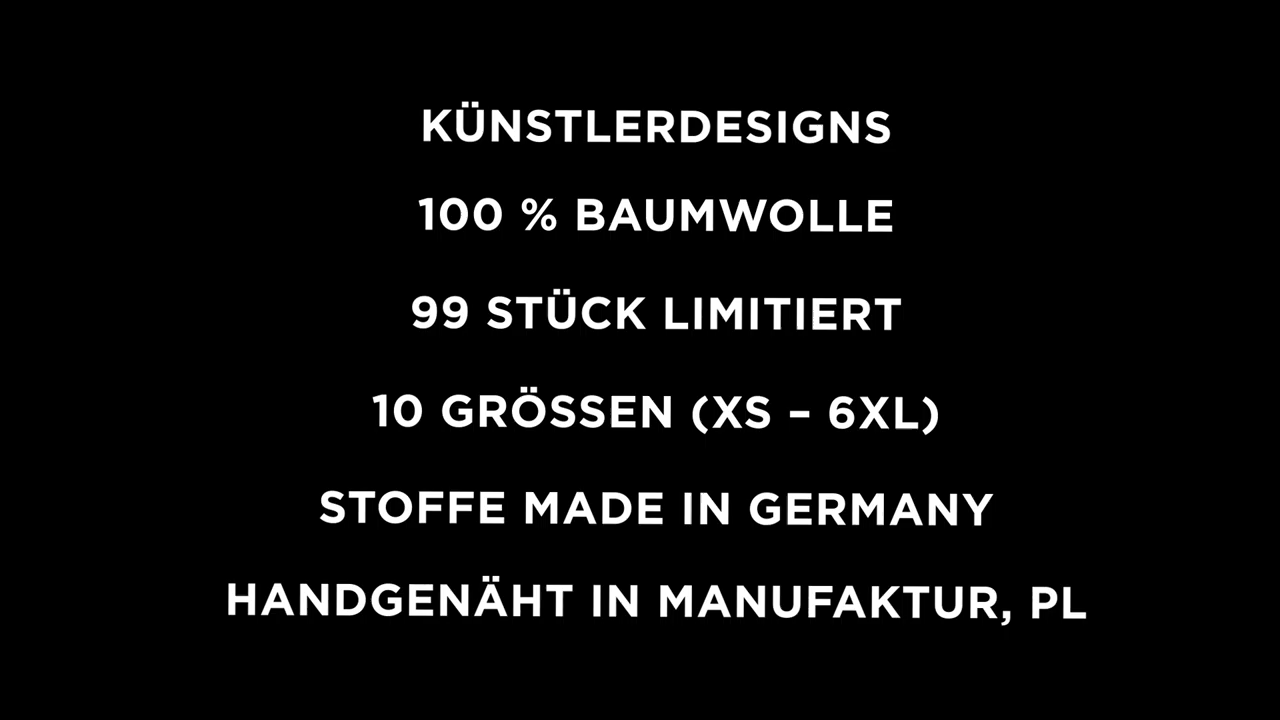 KÜNSTLERDESIGNS
100 % BAUMWOLLE
99 STÜCK LIMITIERT
10 GRÖSSEN (XS – 6XL)
STOFFE MADE IN GERMANY
HANDGENÄHT IN MANUFAKTUR, PL